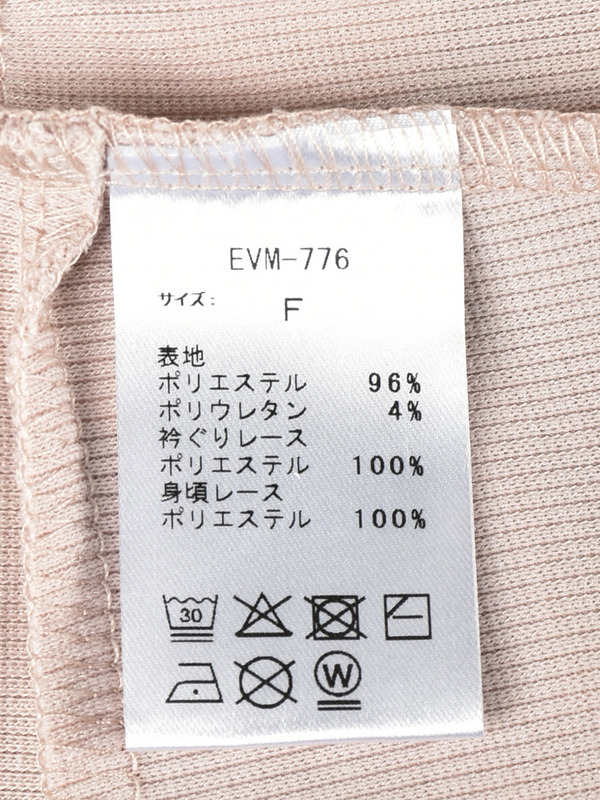 EVM-776
サイズ: F
表地
ポリエステル 96%
ポリウレタン 4%
衿ぐりレース
ポリエステル 100%
身頃レース
ポリエステル 100%
30
W